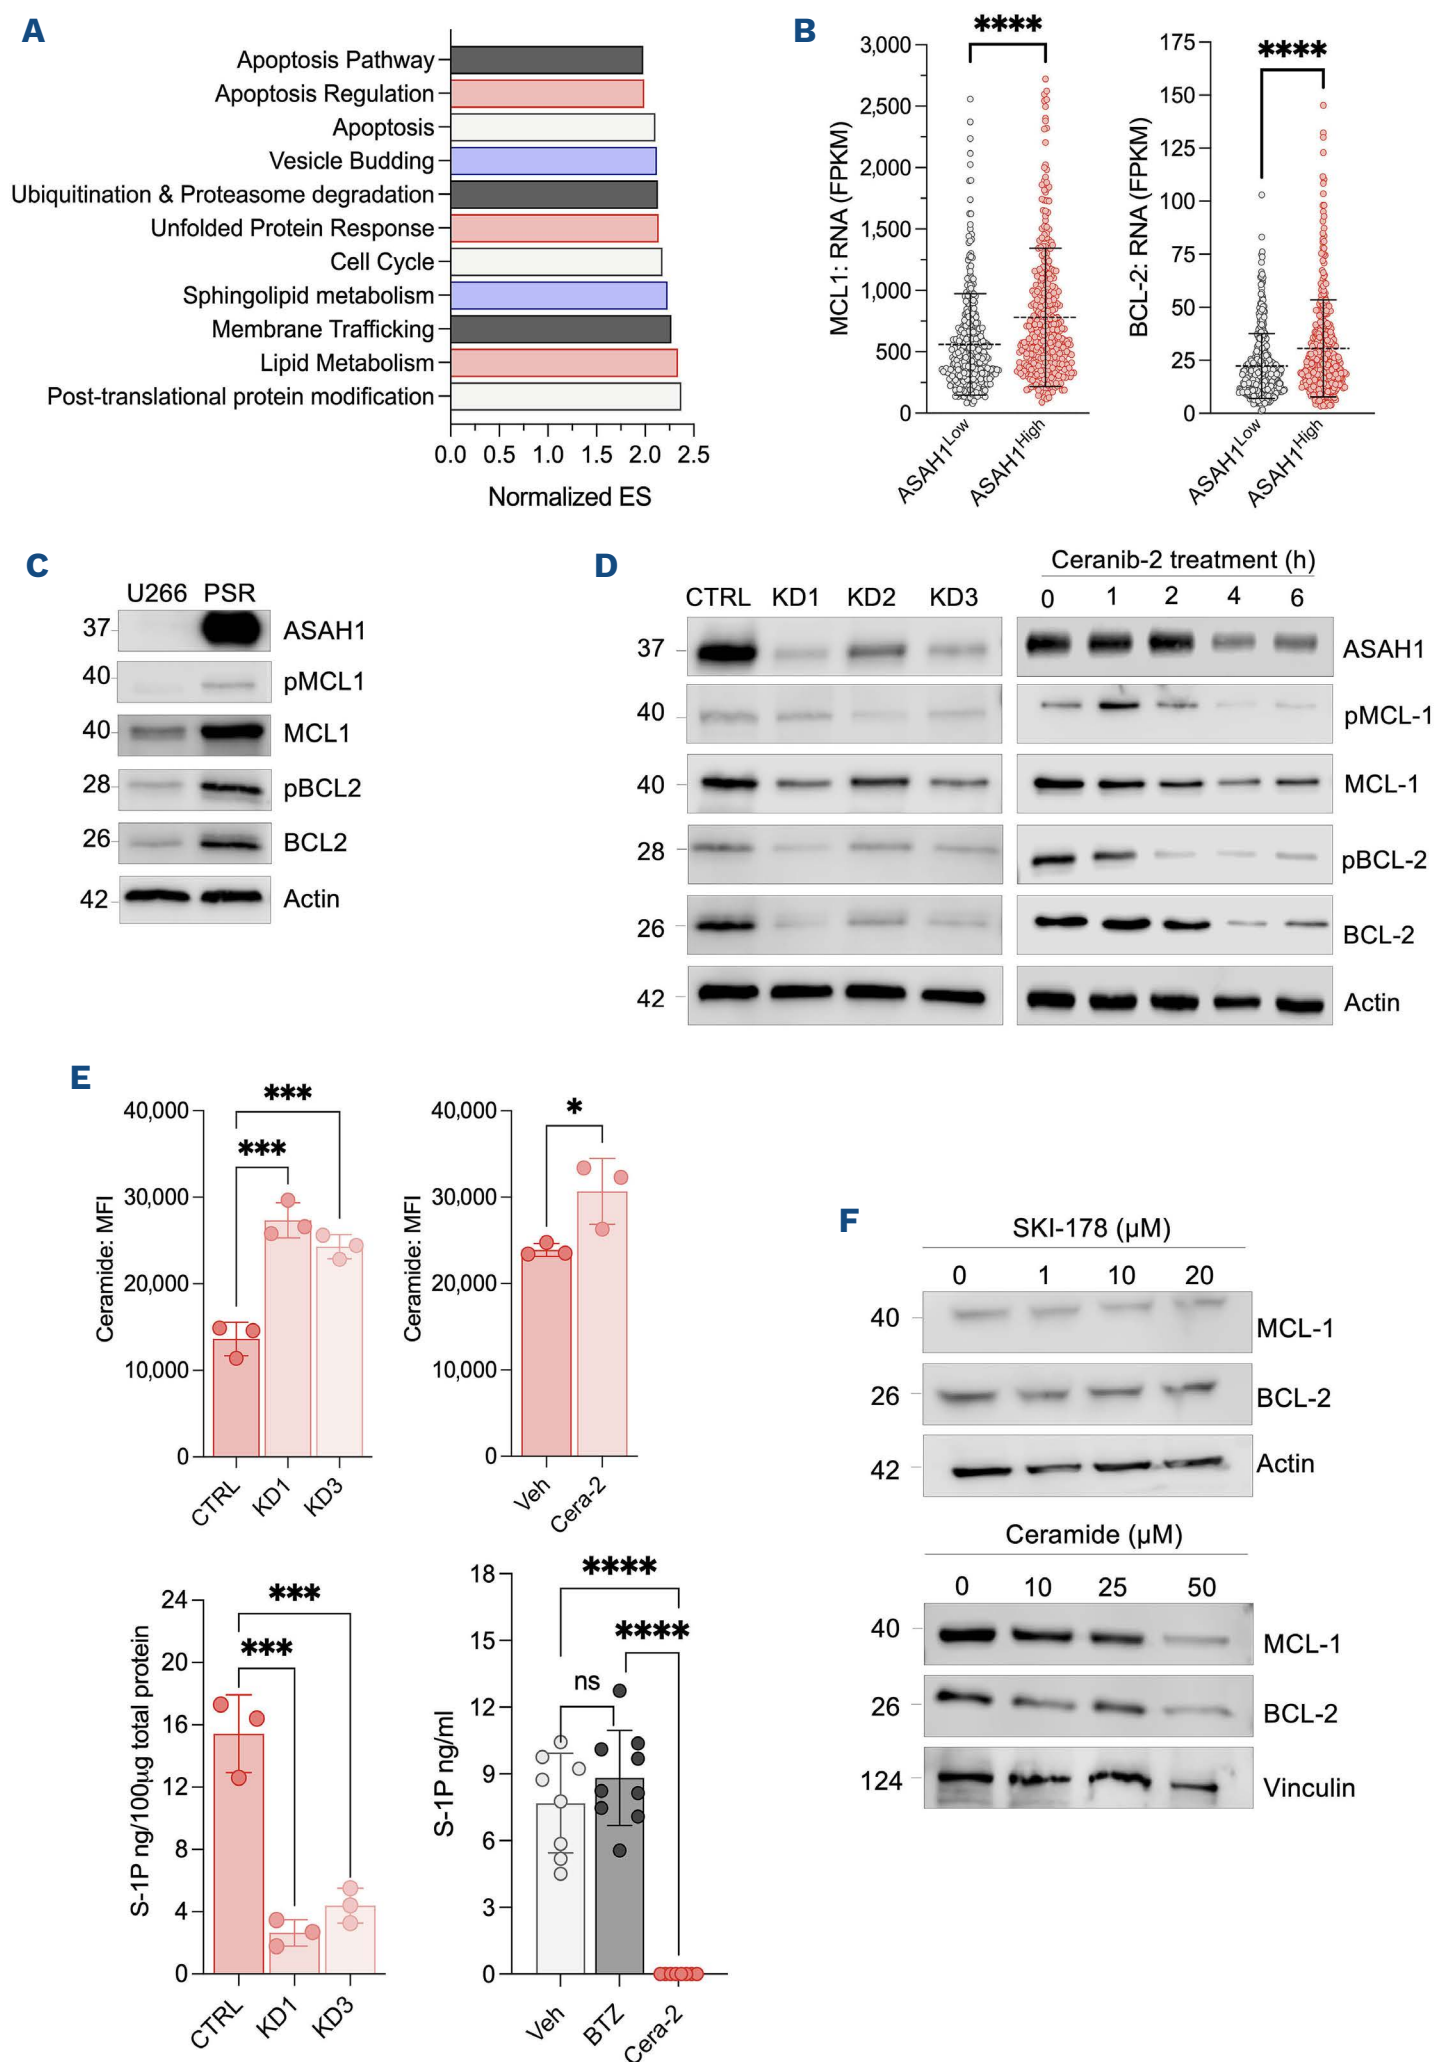 A
Apoptosis Pathway
Apoptosis Regulation
Apoptosis
Vesicle Budding
Ubiquitination & Proteasome degradation
Unfolded Protein Response
Cell Cycle
Sphingolipid metabolism
Membrane Trafficking
Lipid Metabolism
Post-translational protein modification
0.0 0.5 1.0 1.5 2.0 2.5
Normalized ES
B
****
MCL1: RNA (FPKM)
3,000
2,500
2,000
1,500
1,000
500
0
ASAH1Low
ASAH1High
****
BCL-2: RNA (FPKM)
175
150
125
100
75
50
25
0
ASAH1Low
ASAH1High
C
U266 PSR
37 ASAH1
40 pMCL1
40 MCL1
28 pBCL2
26 BCL2
42 Actin
D
Ceranib-2 treatment (h)
CTRL KD1 KD2 KD3 0 1 2 4 6
37 ASAH1
40 pMCL-1
40 MCL-1
28 pBCL-2
26 BCL-2
42 Actin
E
***
***
Ceramide: MFI
40,000
30,000
20,000
10,000
0
CTRL
KD1
KD3
*
Ceramide: MFI
40,000
30,000
20,000
10,000
0
Veh
Cera-2
***
***
S-1P ng/100µg total protein
24
20
16
12
8
4
0
CTRL
KD1
KD3
****
****
ns
S-1P ng/ml
18
15
12
9
6
3
0
Veh
BTZ
Cera-2
F
SKI-178 (µM)
0 1 10 20
40 MCL-1
26 BCL-2
42 Actin
Ceramide (µM)
0 10 25 50
40 MCL-1
26 BCL-2
124 Vinculin